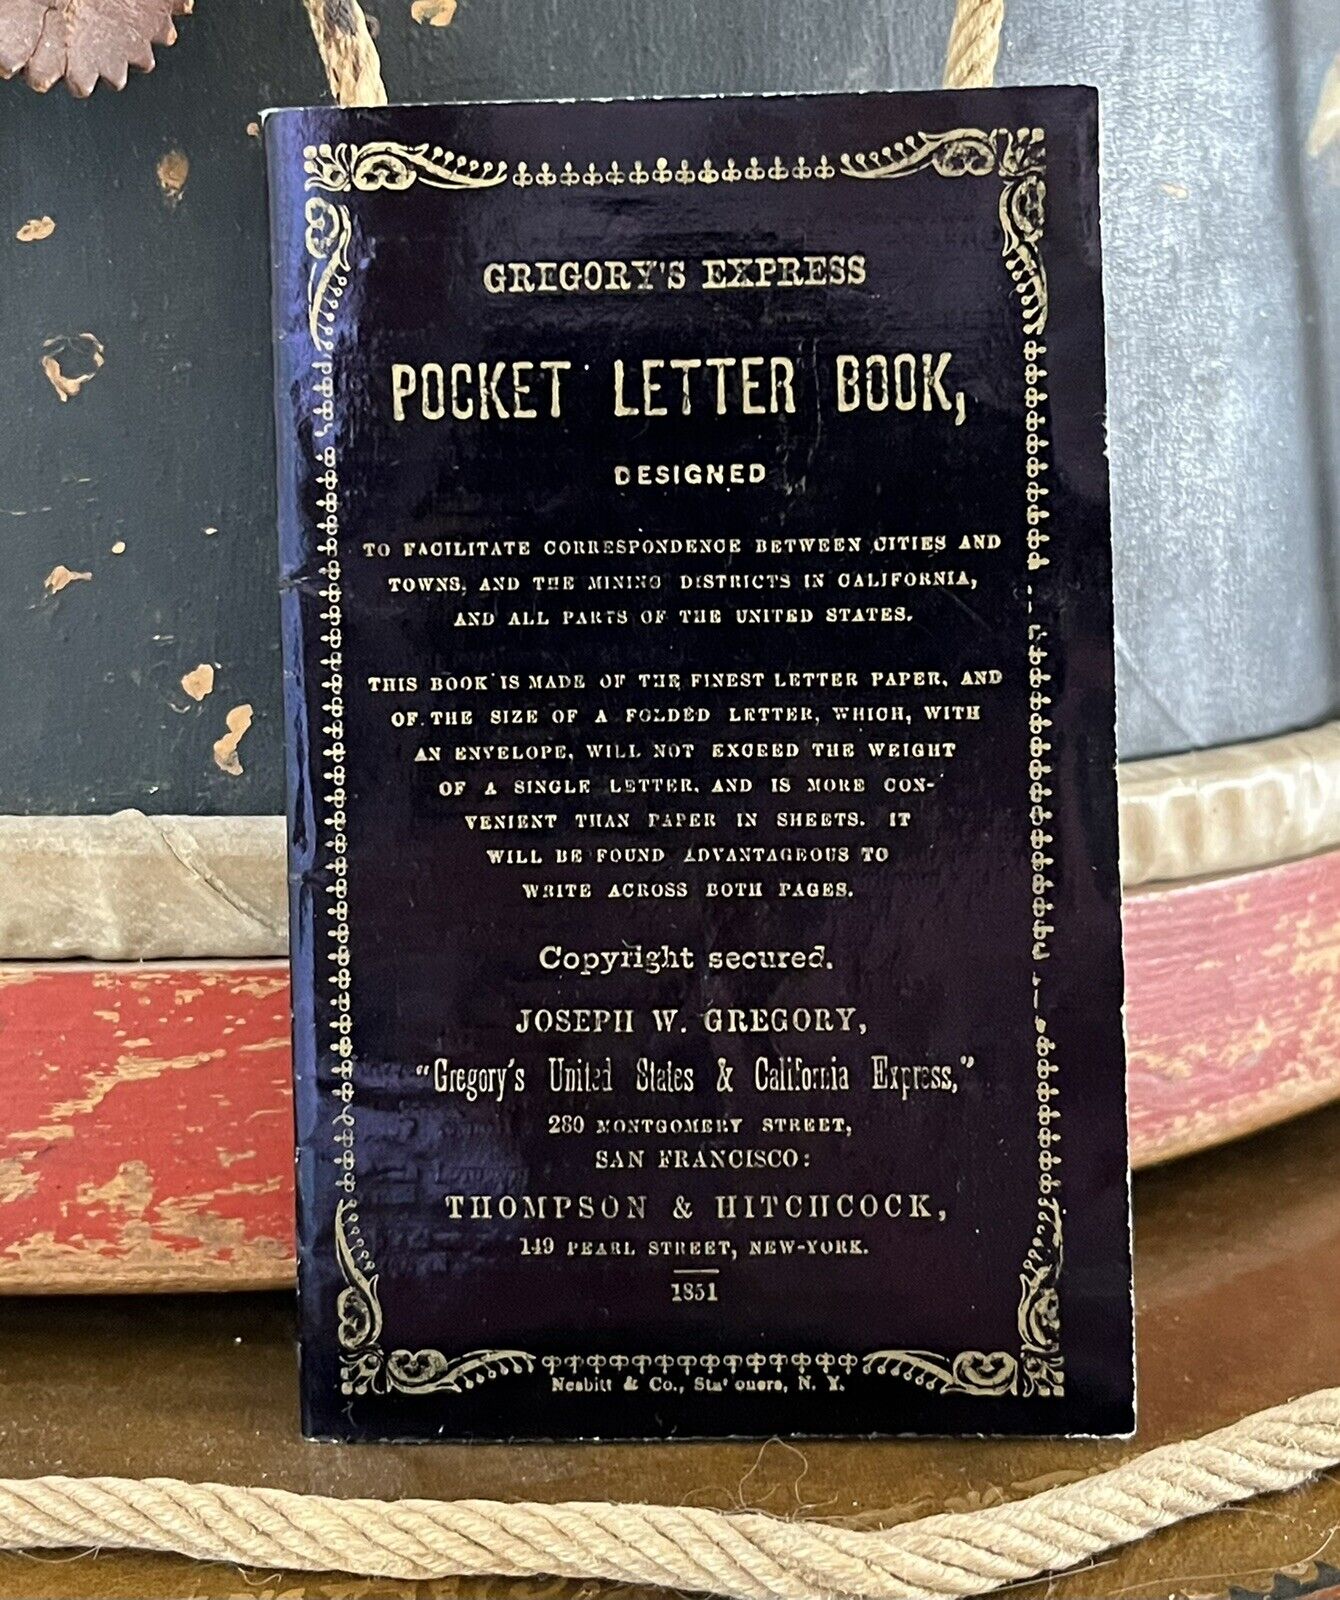 GREGORY'S EXPRESS
POCKET LETTER BOOK,
DESIGNED
TO FACILITATE CORRESPONDENCE BETWEEN CITIES AND
TOWNS, AND THE MINING DISTRICTS IN CALIFORNIA,
AND ALL PARTS OF THE UNITED STATES.
THIS BOOK IS MADE OF THE FINEST LETTER PAPER, AND
OF THE SIZE OF A FOLDED LETTER, WHICH, WITH
AN ENVELOPE, WILL NOT EXCEED THE WEIGHT
OF A SINGLE LETTER, AND IS MORE CON-
VENIENT THAN PAPER IN SHEETS. IT
WILL BE FOUND ADVANTAGEOUS TO
WRITE ACROSS BOTH PAGES.
Copyright secured.
JOSEPH W. GREGORY,
"Gregory's United States & California Express,"
280 MONTGOMERY STREET,
SAN FRANCISCO:
THOMPSON & HITCHCOCK,
149 PEARL STREET, NEW-YORK.
1851
Nesbitt & Co., Stationers, N. Y.